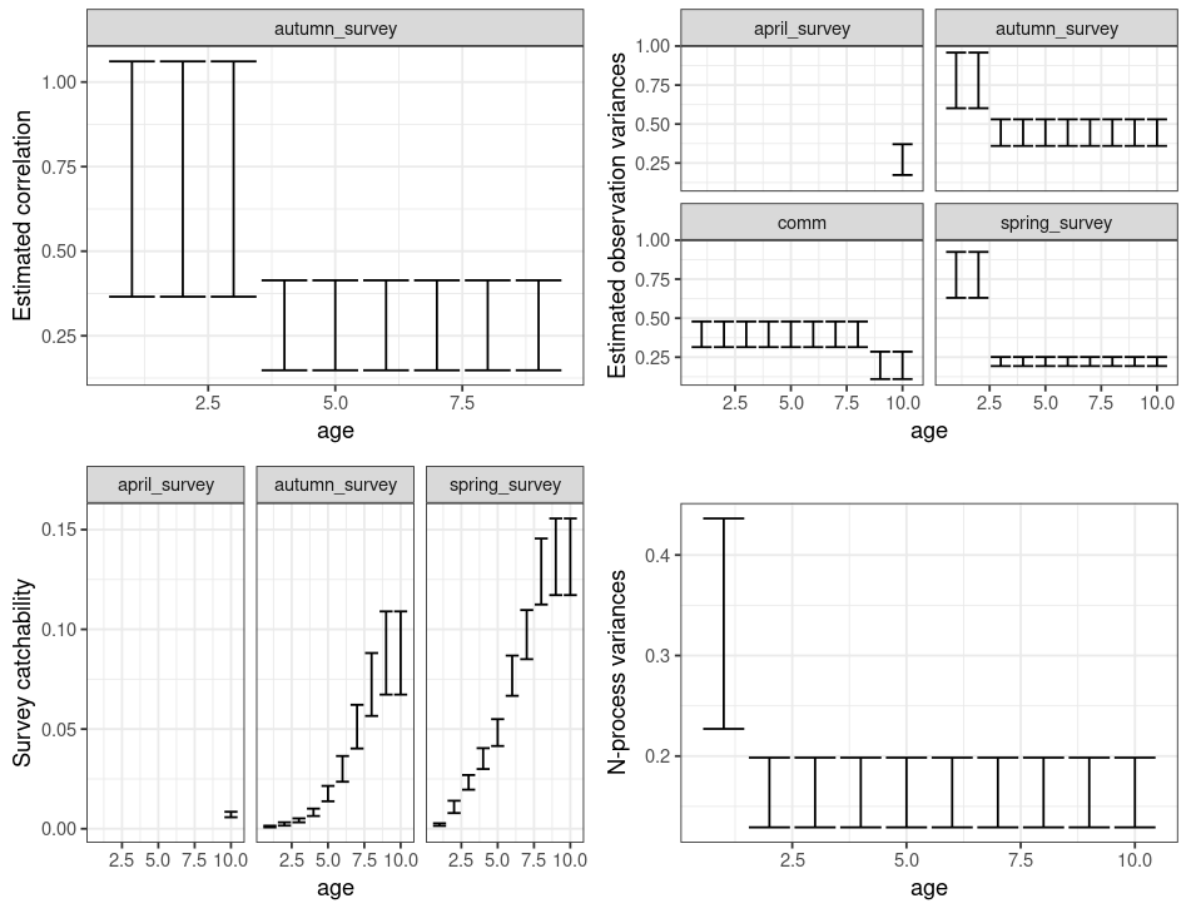 autumn_survey
Estimated correlation
1.00
0.75
0.50
0.25
2.5 5.0 7.5
age
april_survey autumn_survey
comm spring_survey
Estimated observation variances
1.00
0.75
0.50
0.25
1.00
0.75
0.50
0.25
2.5 5.0 7.5 10.0 2.5 5.0 7.5 10.0
age
april_survey autumn_survey spring_survey
Survey catchability
0.15
0.10
0.05
0.00
2.5 5.0 7.5 10.0 2.5 5.0 7.5 10.0 2.5 5.0 7.5 10.0
age
N-process variances
0.4
0.3
0.2
2.5 5.0 7.5 10.0
age